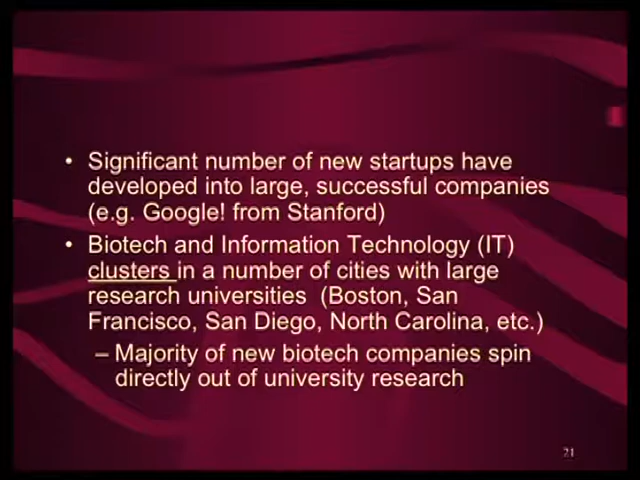 • Significant number of new startups have
developed into large, successful companies
(e.g. Google! from Stanford)
• Biotech and Information Technology (IT)
clusters in a number of cities with large
research universities (Boston, San
Francisco, San Diego, North Carolina, etc.)
– Majority of new biotech companies spin
directly out of university research
21